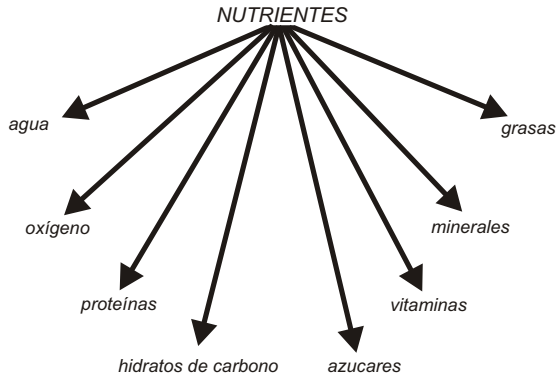 NUTRIENTES
agua
grasas
oxígeno
minerales
proteínas
vitaminas
hidratos de carbono
azucares